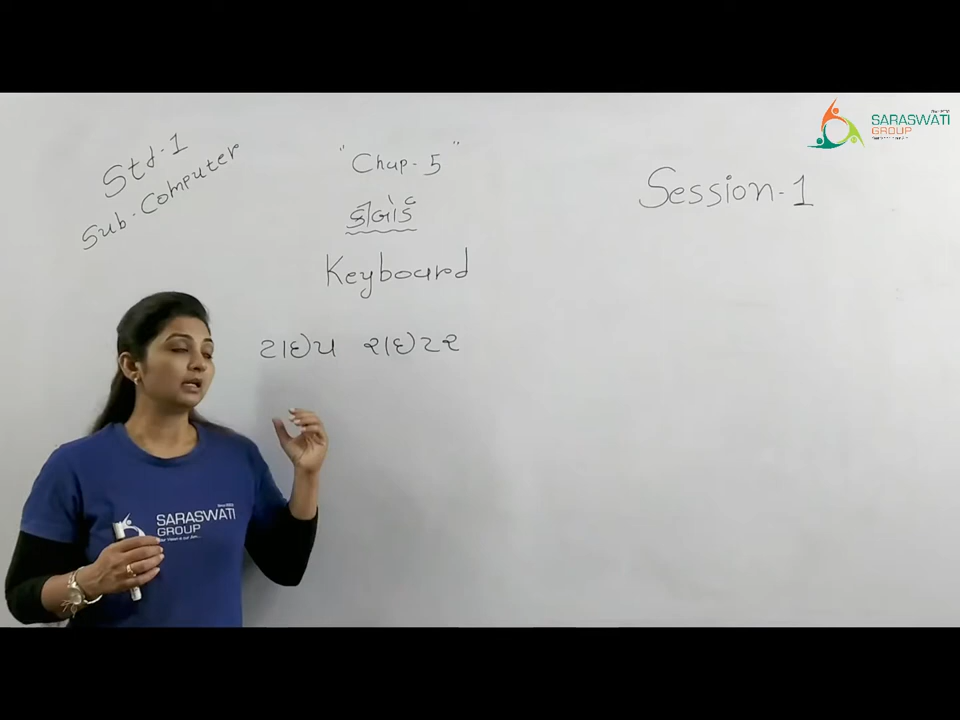 Std-1
Sub-Computer
"Chap-5"
કીબોર્ડ
Keyboard
ટાઇપ રાઇટર
Session-1
SARASWATI
GROUP
SARASWATI
GROUP